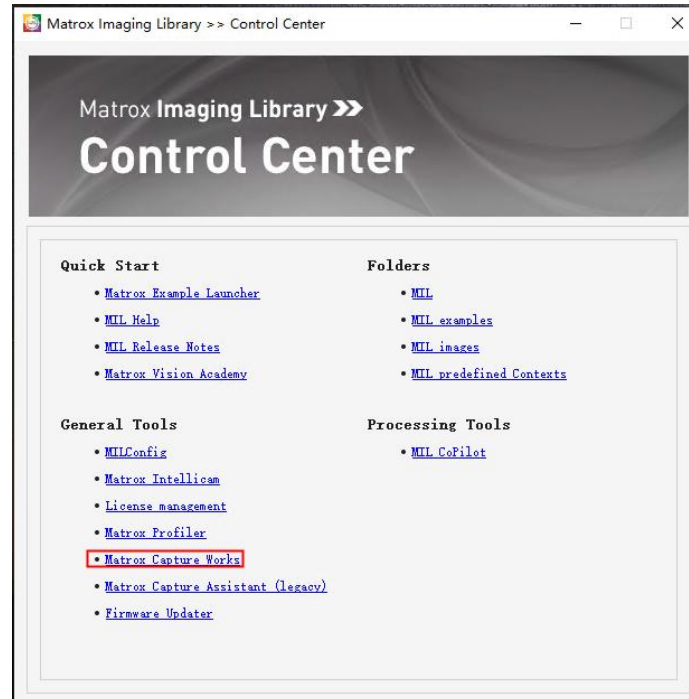 Matrox Imaging Library >> Control Center
Matrox Imaging Library >>
Control Center
Quick Start
• Matrox Example Launcher
• MIL Help
• MIL Release Notes
• Matrox Vision Academy
Folders
• MIL
• MIL examples
• MIL images
• MIL predefined Contexts
General Tools
• MILConfig
• Matrox Intellicam
• License management
• Matrox Profiler
• Matrox Capture Works
• Matrox Capture Assistant (legacy)
• Firmware Updater
Processing Tools
• MIL CoPilot